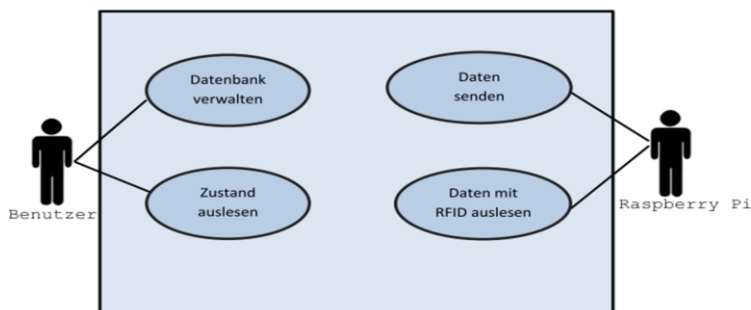 Datenbank
verwalten
Daten
senden
Zustand
auslesen
Daten mit
RFID auslesen
Benutzer
Raspberry Pi